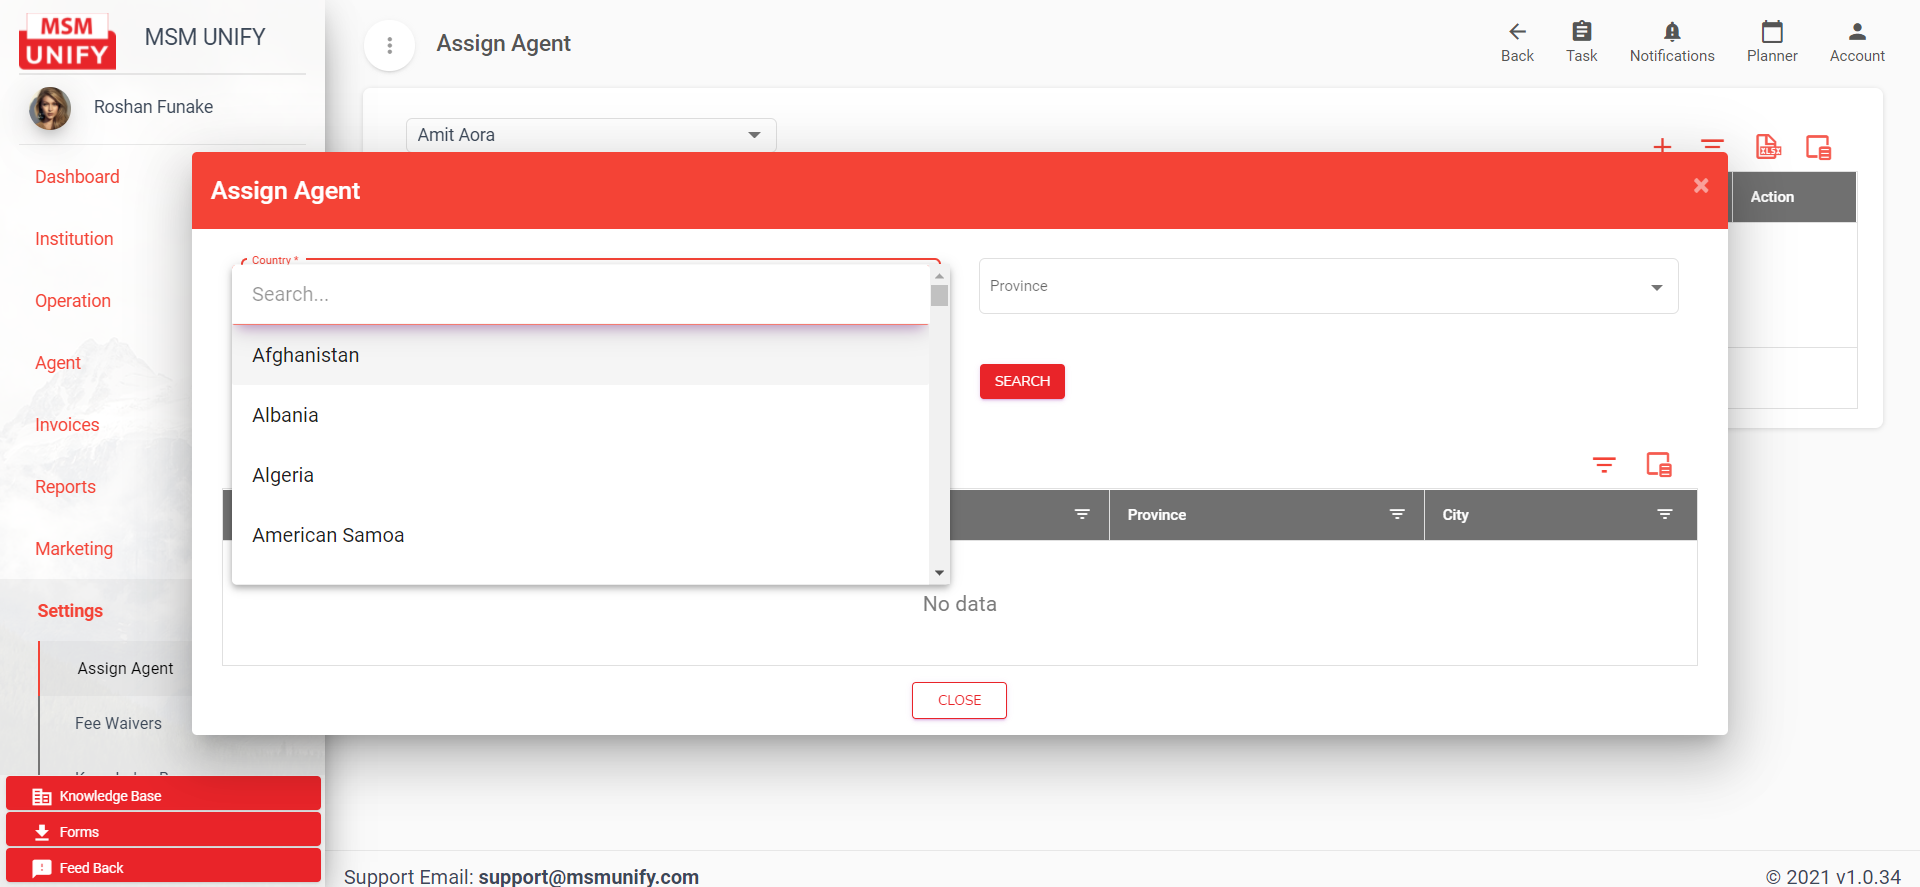 MSM
UNIFY
MSM UNIFY
Roshan Funake
Dashboard
Institution
Operation
Agent
Invoices
Reports
Marketing
Settings
Assign Agent
Fee Waivers
Knowledge Base
Forms
Feed Back
Assign Agent
Back
Task
Notifications
Planner
Account
Amit Aora
Action
Assign Agent
Country *
Search...
Afghanistan
Albania
Algeria
American Samoa
Province
SEARCH
Province
City
No data
CLOSE
Support Email: support@msmunify.com
© 2021 v1.0.34